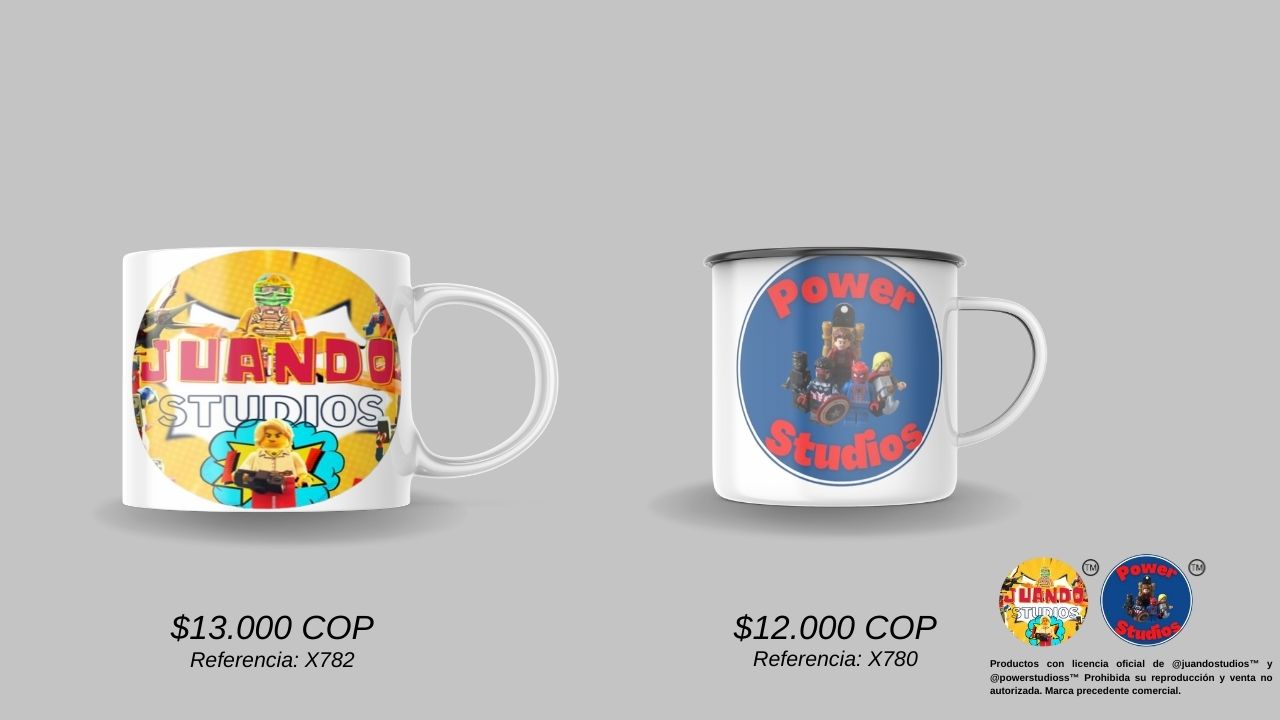 JUANDO
STUDIOS
Power
Studios
$13.000 COP
Referencia: X782
$12.000 COP
Referencia: X780
TM
TM
JUANDO
STUDIOS
Power
Studios
Productos con licencia oficial de @juandostudios™ y
@powerstudioss™ Prohibida su reproducción y venta no
autorizada. Marca precedente comercial.